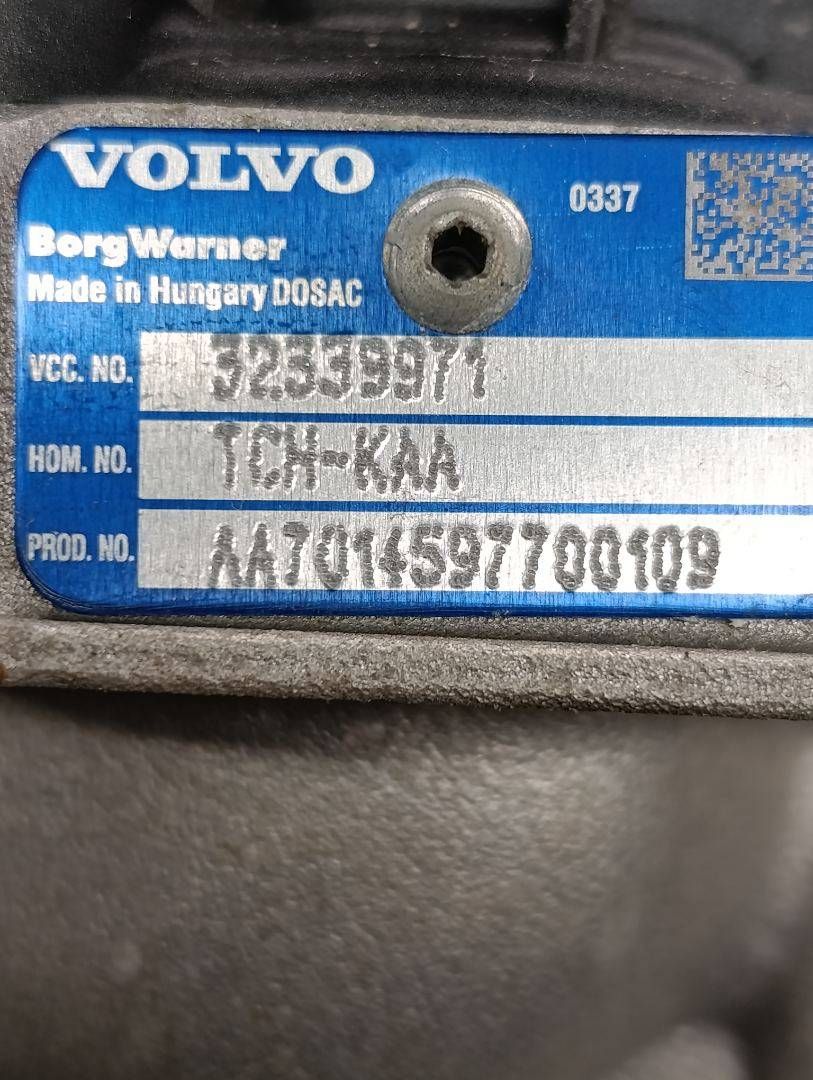 VOLVO
0337
BorgWarner
Made in Hungary DOSAC
VCC. NO. 32339971
HOM. NO. TCH-KAA
PROD. NO. AA7014597700109